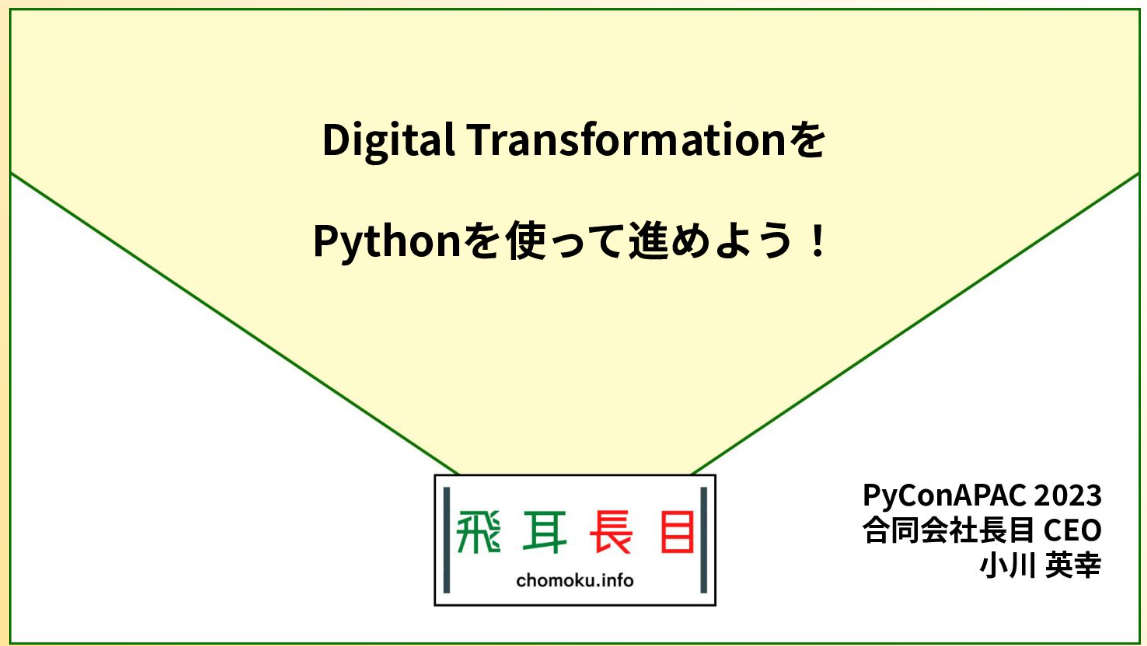 Digital Transformationを
Pythonを使って進めよう！
飛耳長目
chomoku.info
PyConAPAC 2023
合同会社長目 CEO
小川 英幸